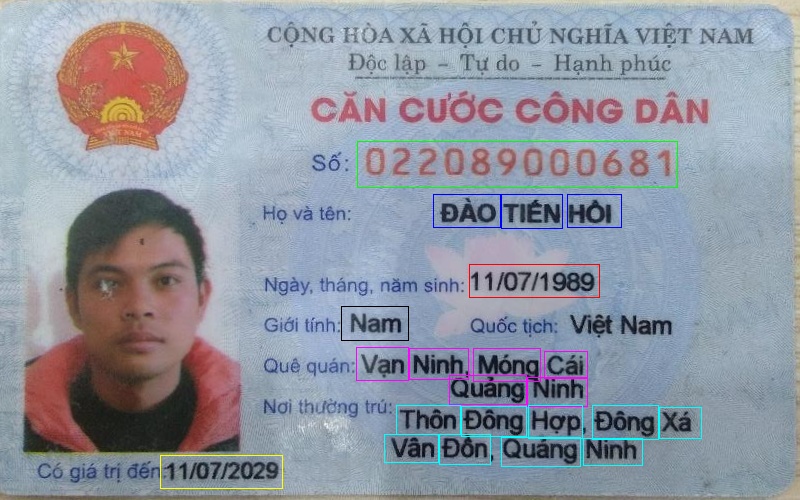 CỘNG HÒA XÃ HỘI CHỦ NGHĨA VIỆT NAM
Độc lập - Tự do - Hạnh phúc
CĂN CƯỚC CÔNG DÂN
Số: 022089000681
Họ và tên: ĐÀO TIẾN HỒI
Ngày, tháng, năm sinh: 11/07/1989
Giới tính: Nam Quốc tịch: Việt Nam
Quê quán: Vạn Ninh, Móng Cái
Quảng Ninh
Nơi thường trú: Thôn Đông Hợp, Đông Xá
Vân Đồn, Quảng Ninh
Có giá trị đến: 11/07/2029
VIỆT NAM